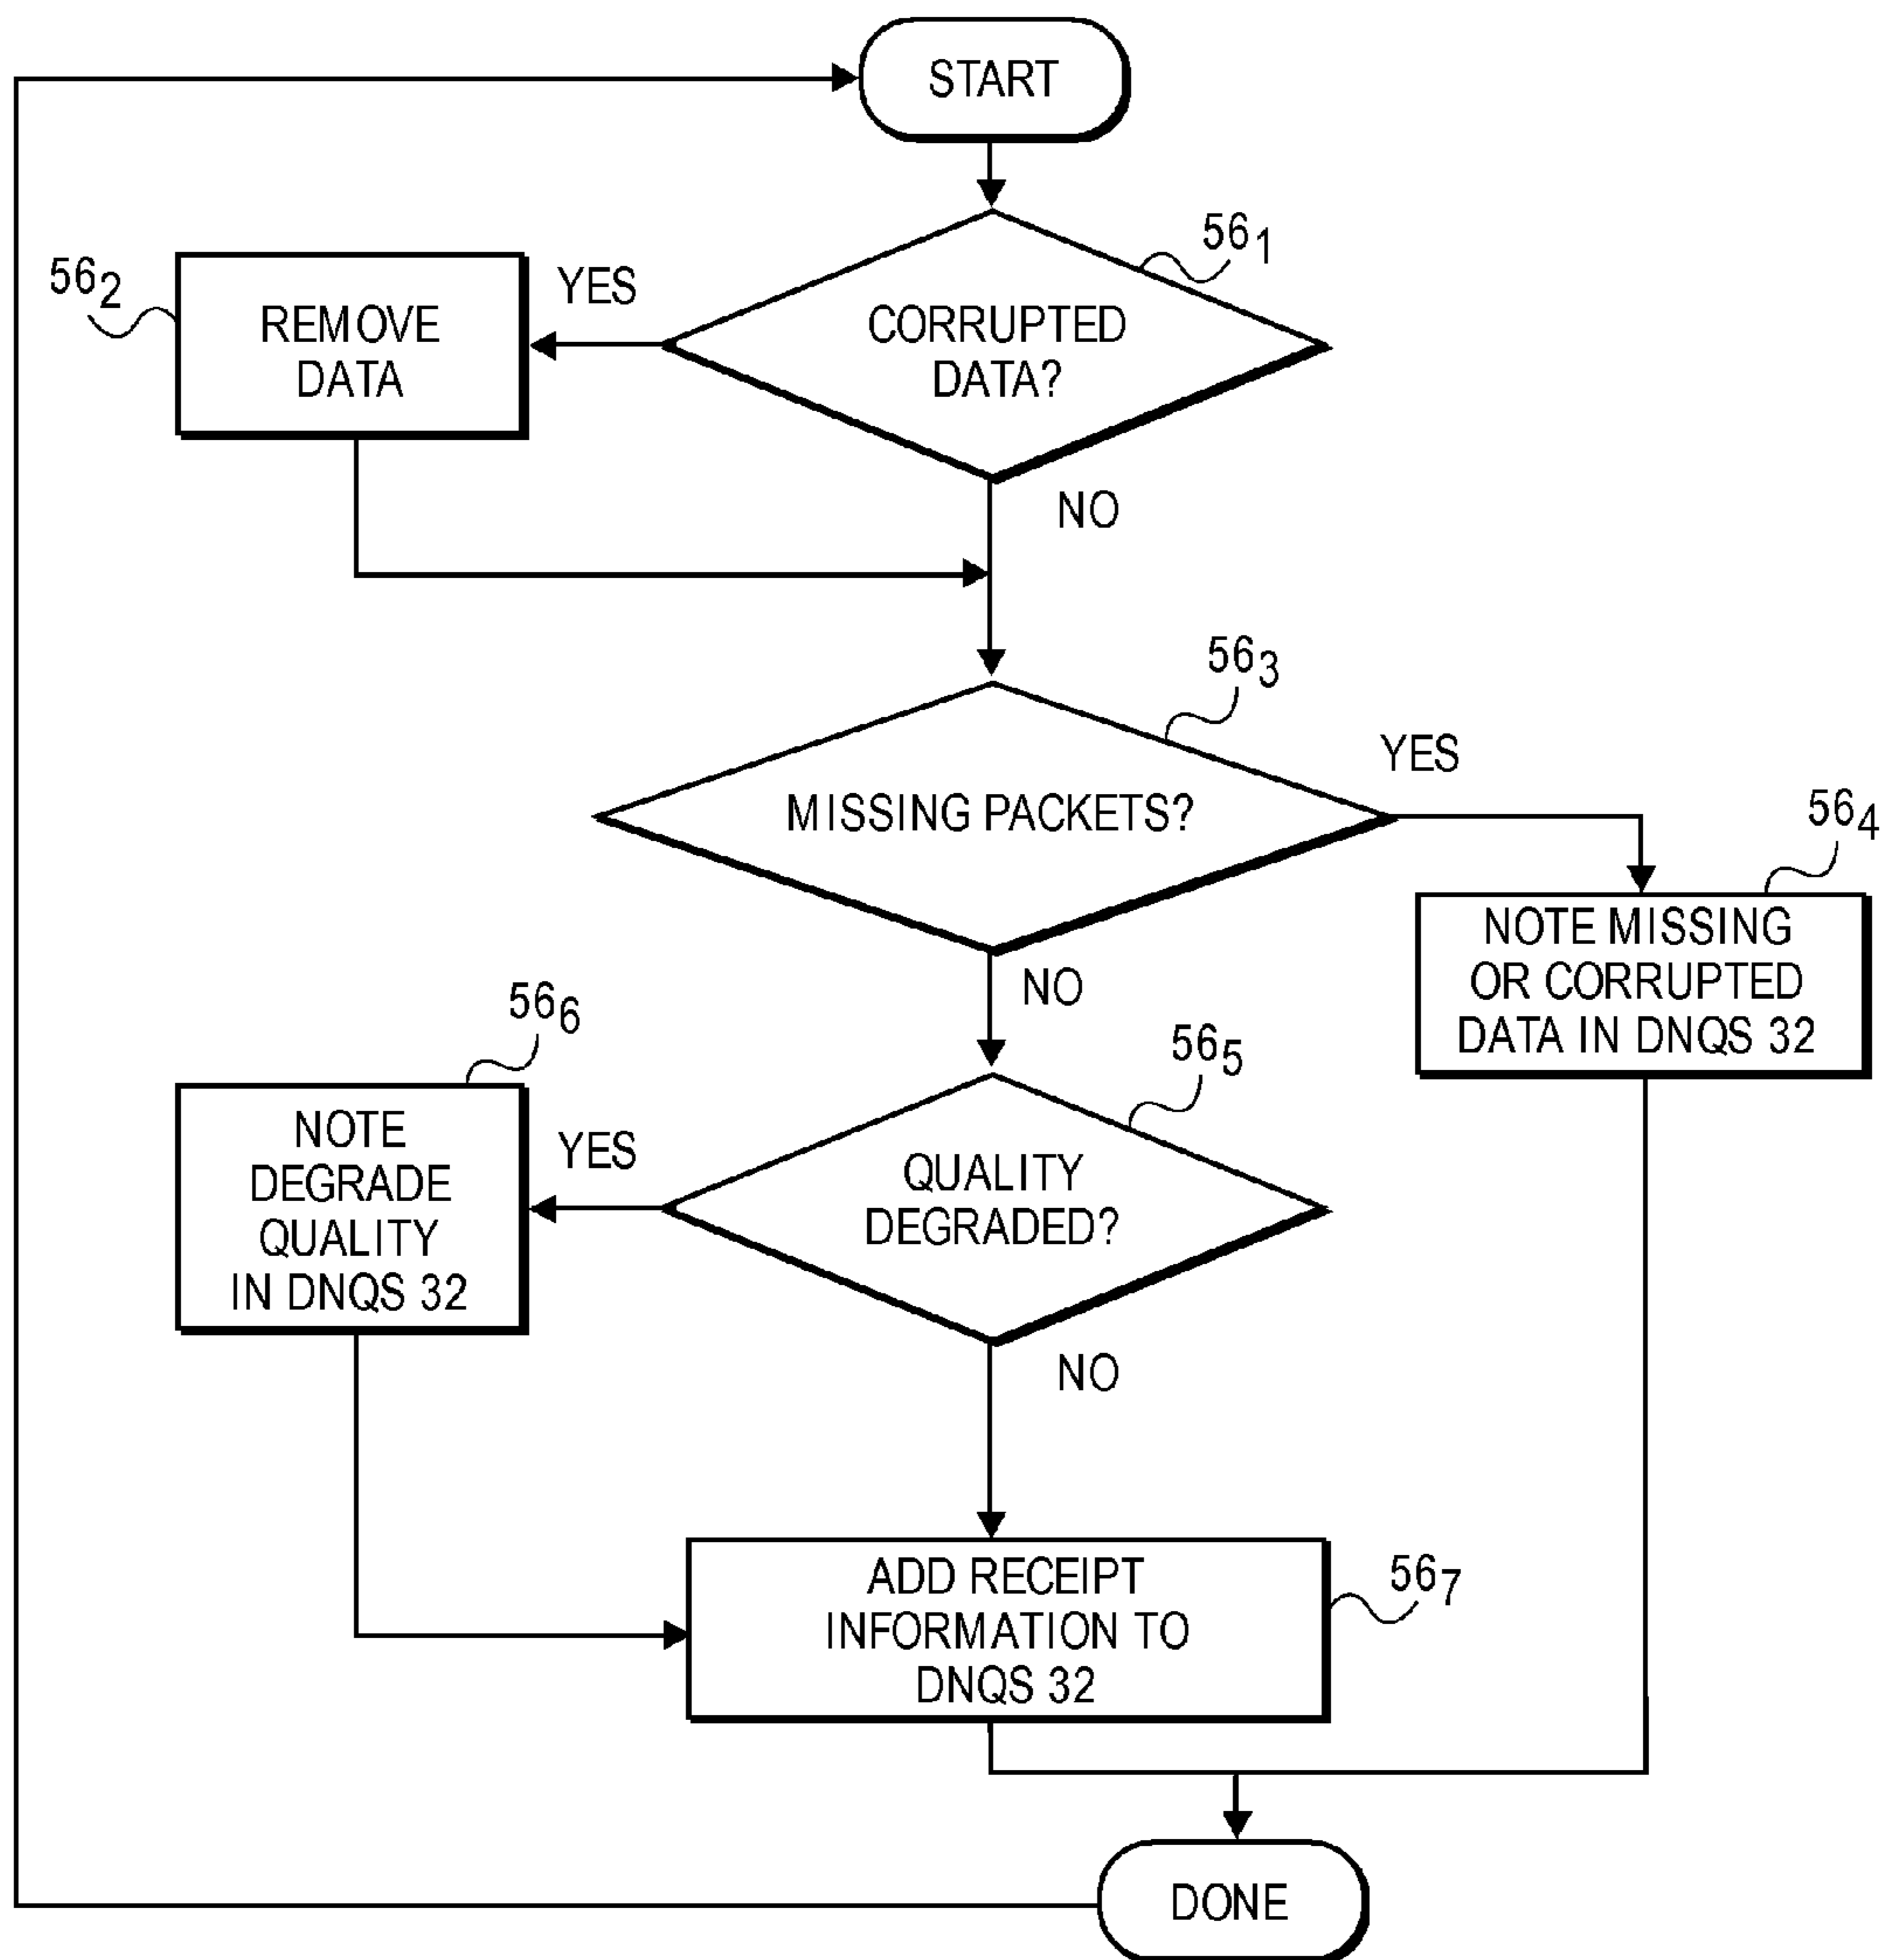 START
56₁
CORRUPTED
DATA?
YES
56₂
REMOVE
DATA
NO
56₃
MISSING PACKETS?
YES
56₄
NOTE MISSING
OR CORRUPTED
DATA IN DNQS 32
NO
56₅
QUALITY
DEGRADED?
YES
56₆
NOTE
DEGRADE
QUALITY
IN DNQS 32
NO
ADD RECEIPT
INFORMATION TO
DNQS 32
56₇
DONE